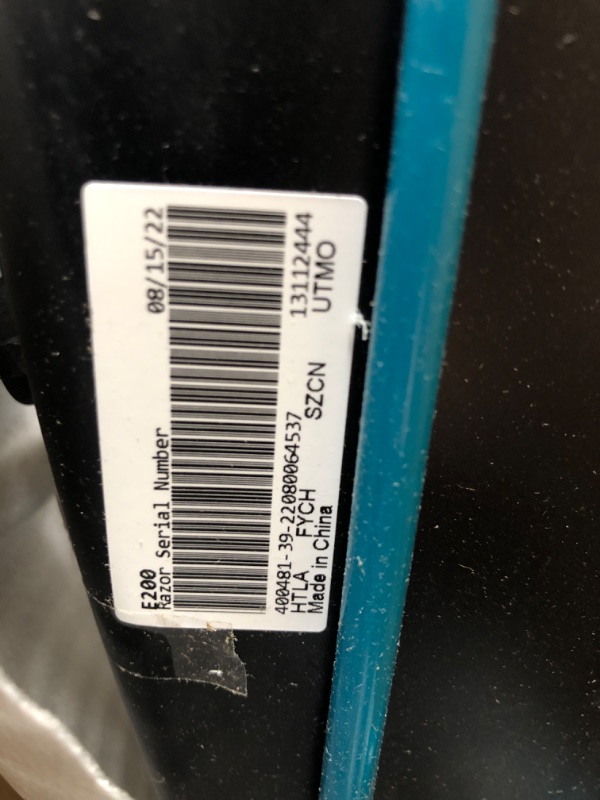 E200 08/15/22
Razor Serial Number
400481-39-22080064537 13112444
HTLA FYCH SZCN UTMO
Made in China